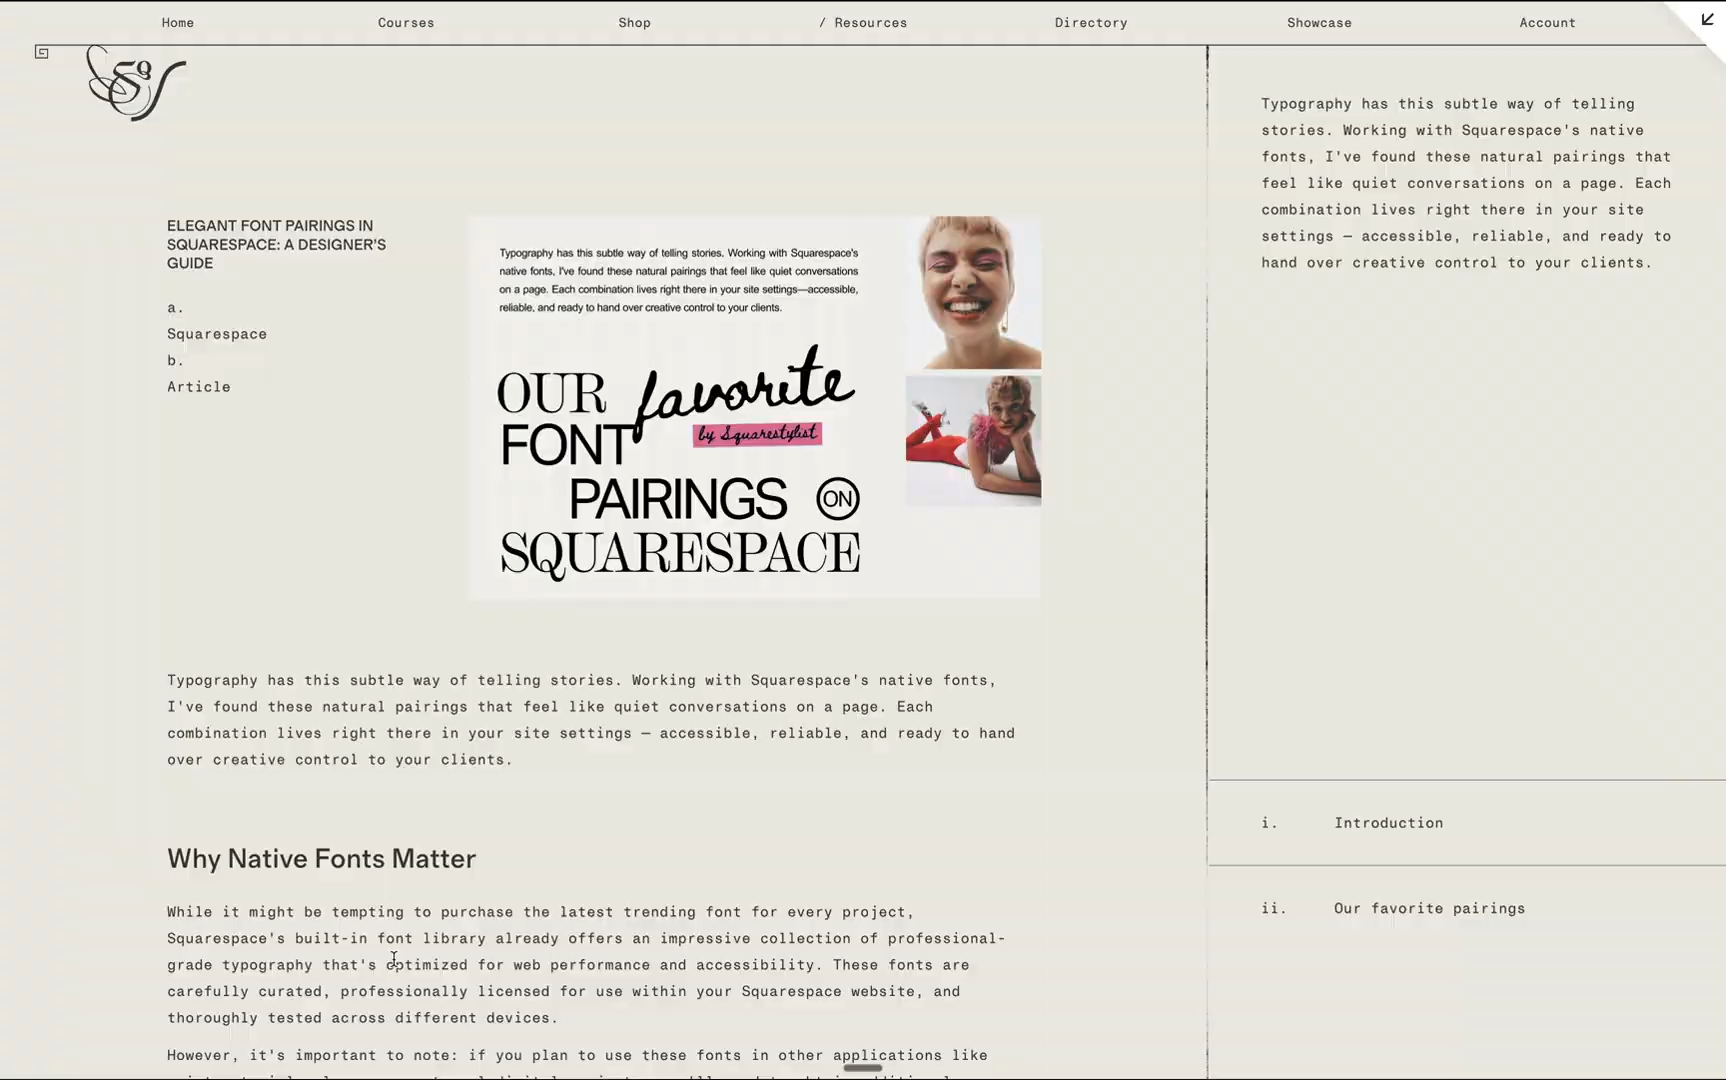 Home
Courses
Shop
/ Resources
Directory
Showcase
Account
SQ
ELEGANT FONT PAIRINGS IN
SQUARESPACE: A DESIGNER'S
GUIDE
a.
Squarespace
b.
Article
Typography has this subtle way of telling stories. Working with Squarespace's
native fonts, I've found these natural pairings that feel like quiet conversations
on a page. Each combination lives right there in your site settings—accessible,
reliable, and ready to hand over creative control to your clients.
OUR favorite
FONT by Squarestylist
PAIRINGS ON
SQUARESPACE
Typography has this subtle way of telling stories. Working with Squarespace's native fonts,
I've found these natural pairings that feel like quiet conversations on a page. Each
combination lives right there in your site settings — accessible, reliable, and ready to hand
over creative control to your clients.
Why Native Fonts Matter
While it might be tempting to purchase the latest trending font for every project,
Squarespace's built-in font library already offers an impressive collection of professional-
grade typography that's optimized for web performance and accessibility. These fonts are
carefully curated, professionally licensed for use within your Squarespace website, and
thoroughly tested across different devices.
However, it's important to note: if you plan to use these fonts in other applications like
Typography has this subtle way of telling
stories. Working with Squarespace's native
fonts, I've found these natural pairings that
feel like quiet conversations on a page. Each
combination lives right there in your site
settings — accessible, reliable, and ready to
hand over creative control to your clients.
i. Introduction
ii. Our favorite pairings